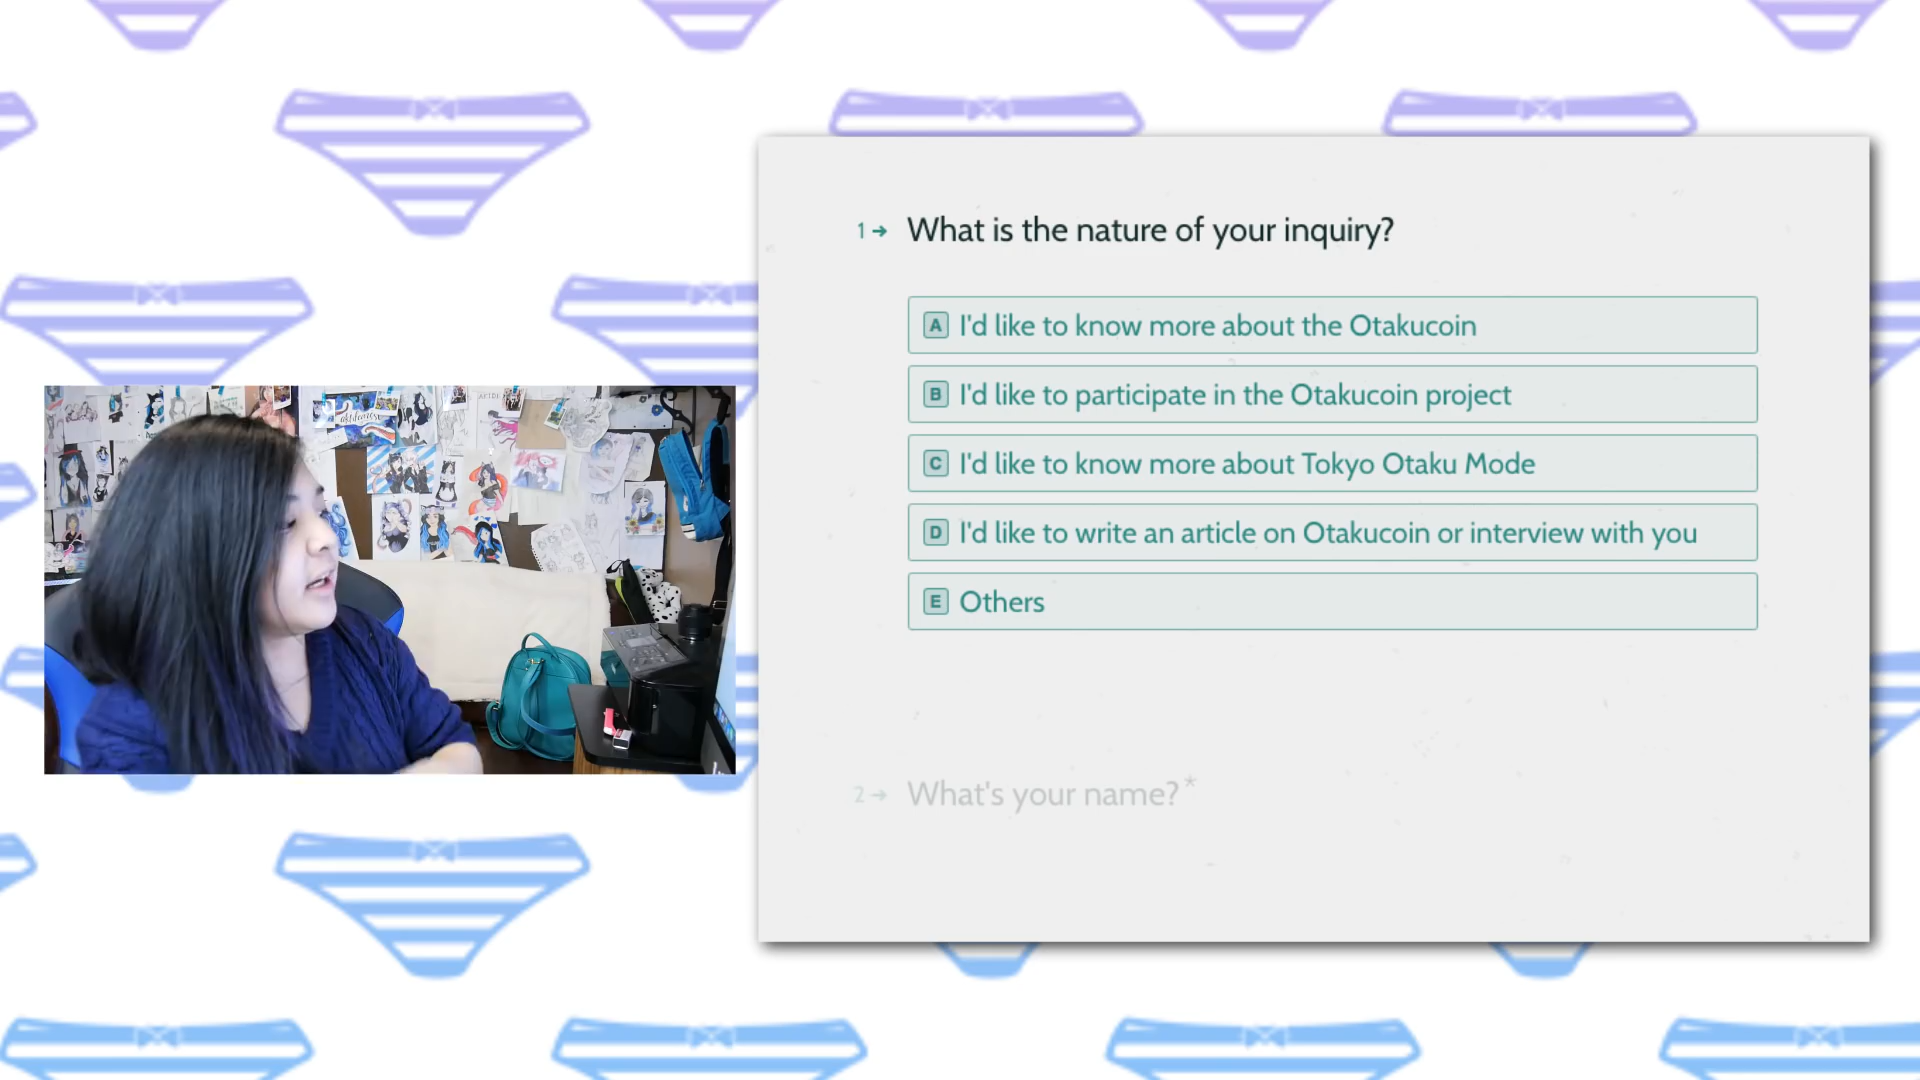 1 → What is the nature of your inquiry?
A I'd like to know more about the Otakucoin
B I'd like to participate in the Otakucoin project
C I'd like to know more about Tokyo Otaku Mode
D I'd like to write an article on Otakucoin or interview with you
E Others
2 → What's your name?*